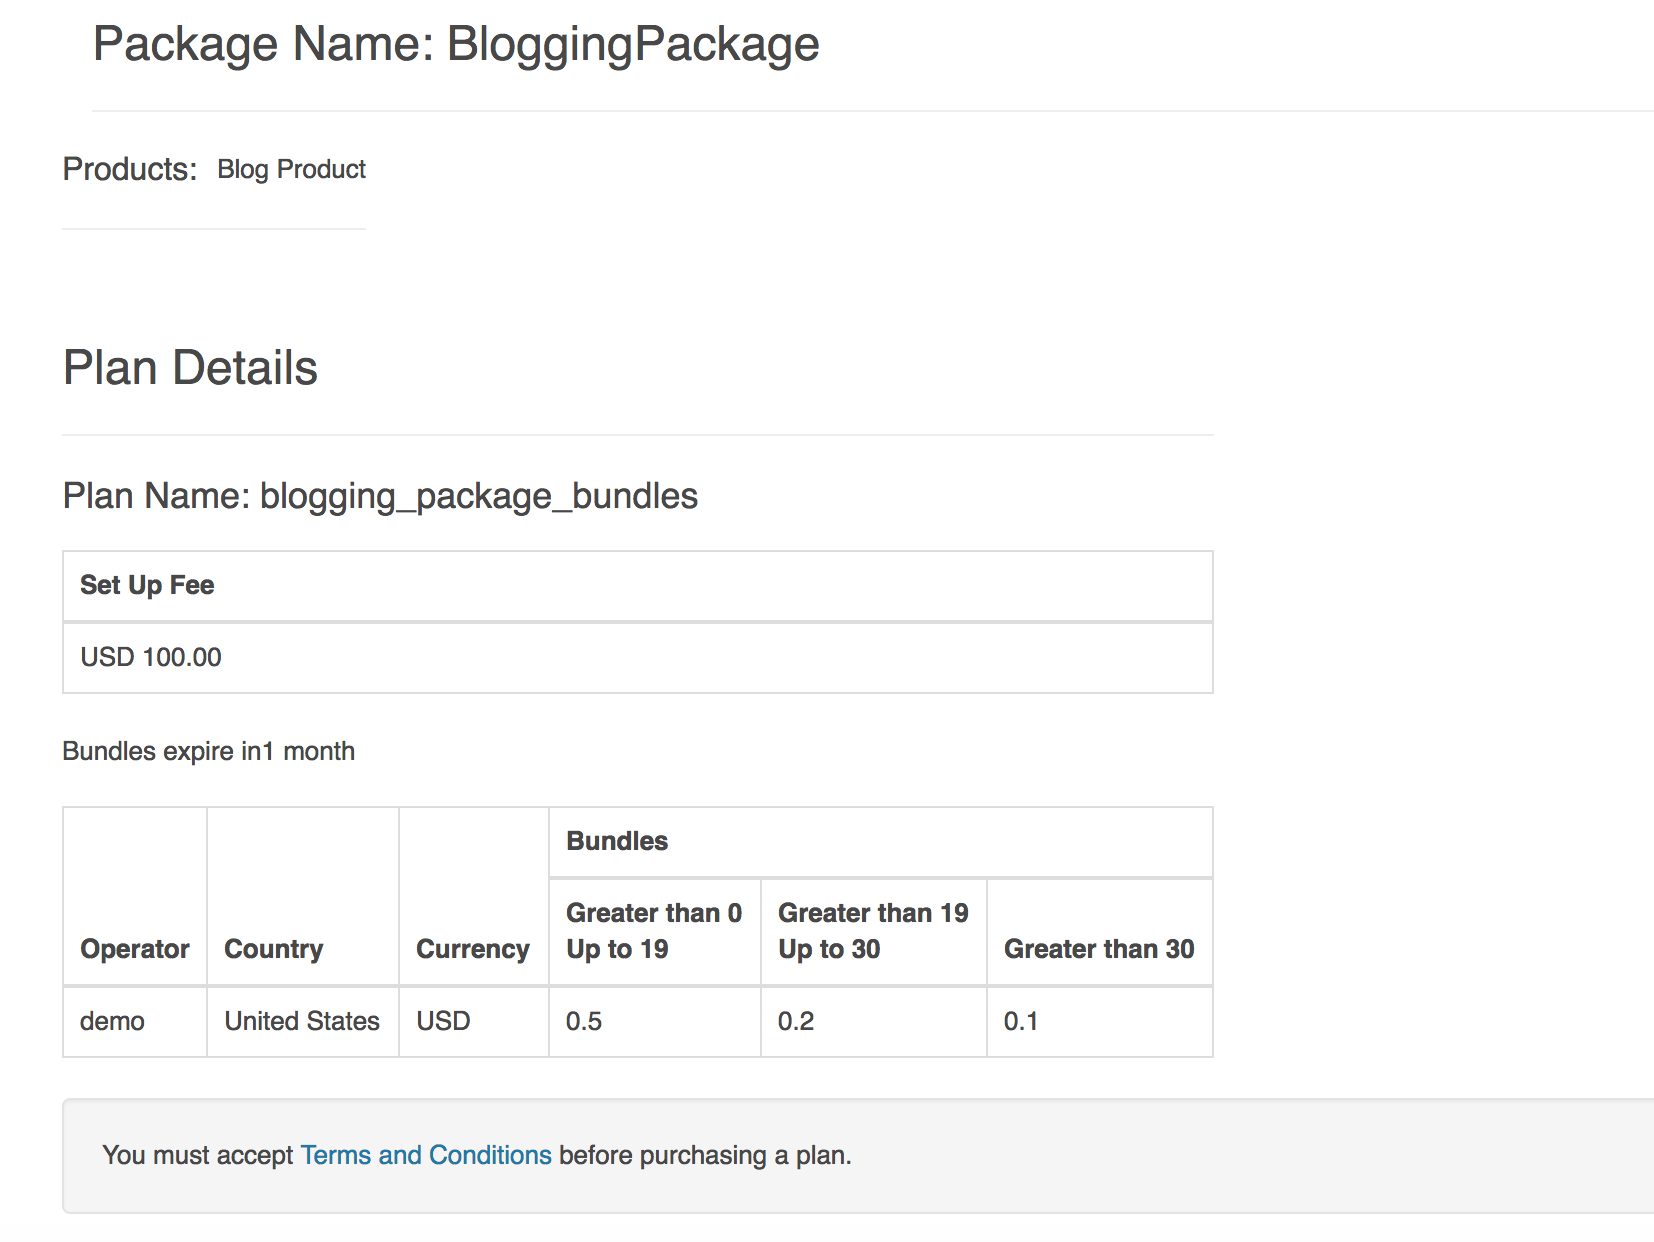 Package Name: BloggingPackage
Products: Blog Product
Plan Details
Plan Name: blogging_package_bundles
Set Up Fee
USD 100.00
Bundles expire in1 month
Bundles
Greater than 0 Greater than 19
Operator Country Currency Up to 19 Up to 30 Greater than 30
demo United States USD 0.5 0.2 0.1
You must accept Terms and Conditions before purchasing a plan.